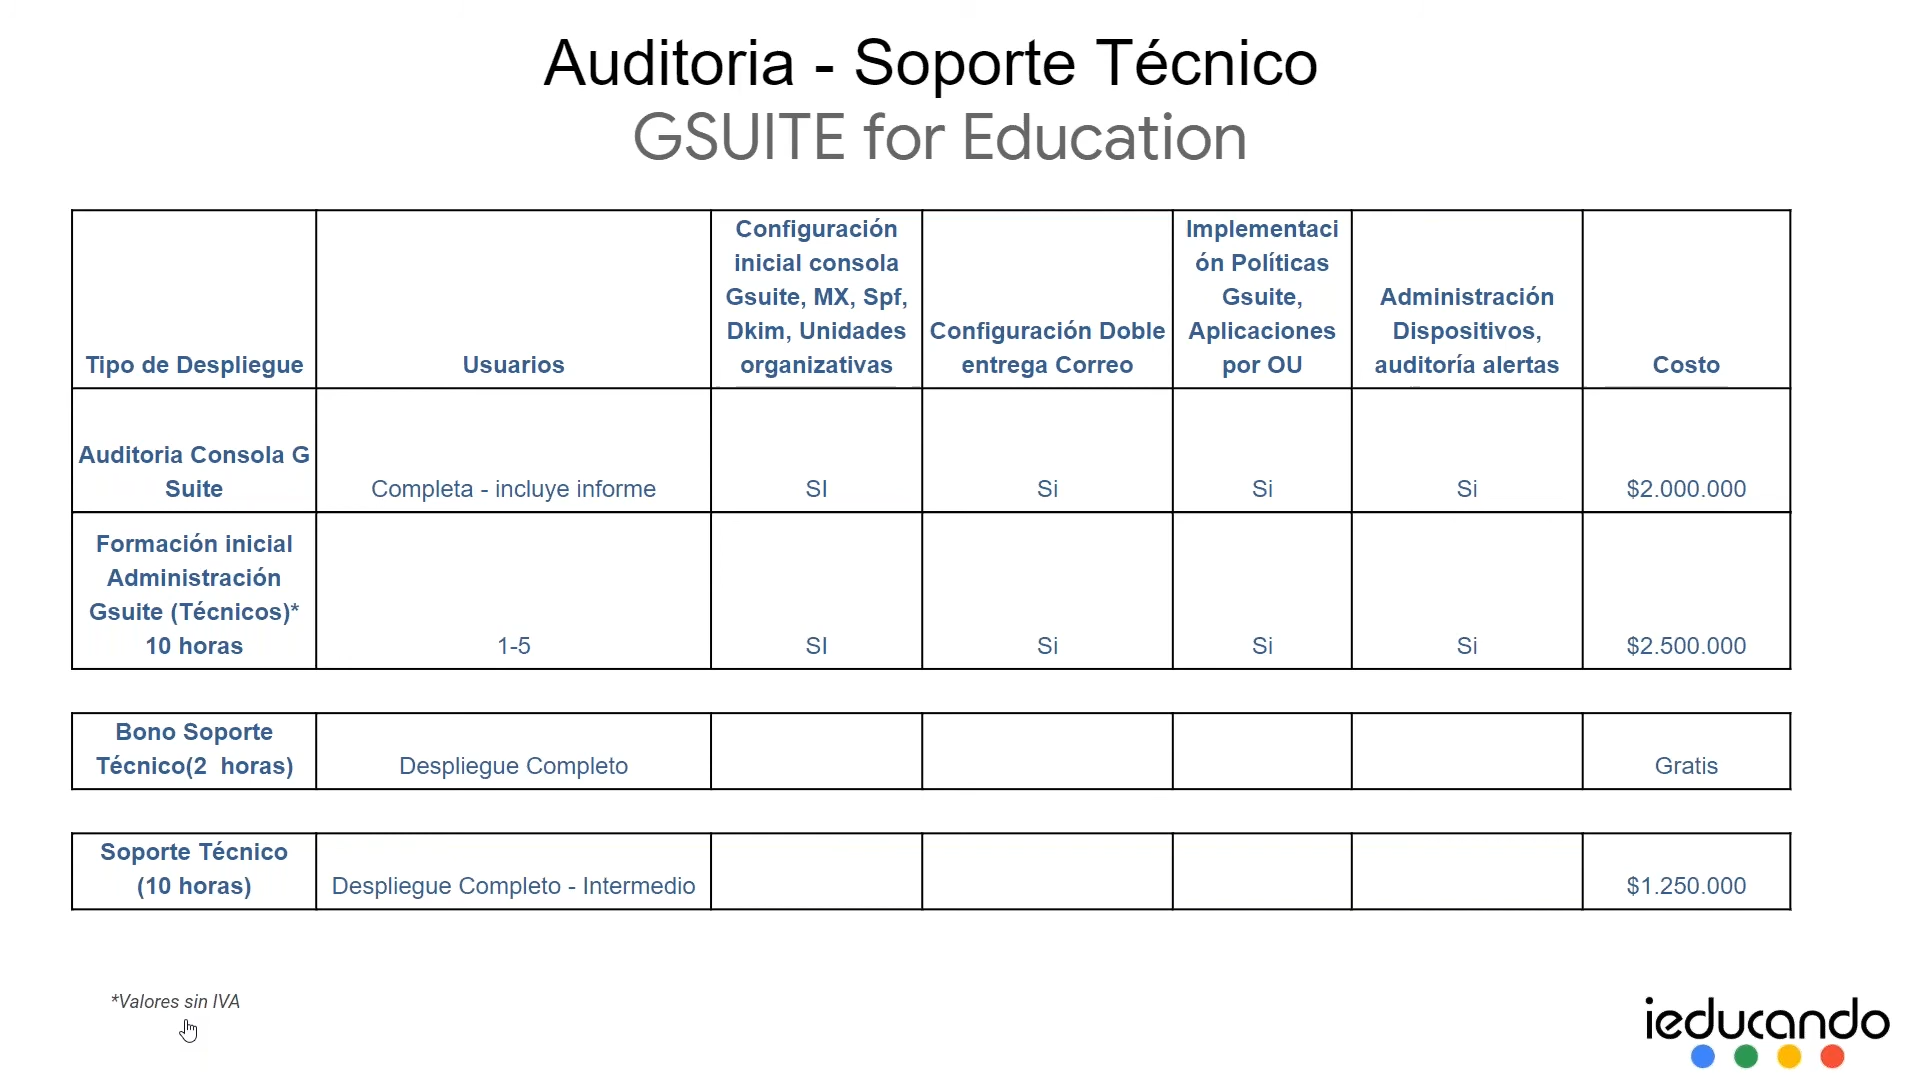 Auditoria - Soporte Técnico
GSUITE for Education
Tipo de Despliegue
Usuarios
Configuración
inicial consola
Gsuite, MX, Spf,
Dkim, Unidades
organizativas
Configuración Doble
entrega Correo
Implementaci
ón Políticas
Gsuite,
Aplicaciones
por OU
Administración
Dispositivos,
auditoría alertas
Costo
Auditoria Consola G
Suite
Completa - incluye informe
SI
Si
Si
Si
$2.000.000
Formación inicial
Administración
Gsuite (Técnicos)*
10 horas
1-5
SI
Si
Si
Si
$2.500.000
Bono Soporte
Técnico(2 horas)
Despliegue Completo
Gratis
Soporte Técnico
(10 horas)
Despliegue Completo - Intermedio
$1.250.000
*Valores sin IVA
ieducando